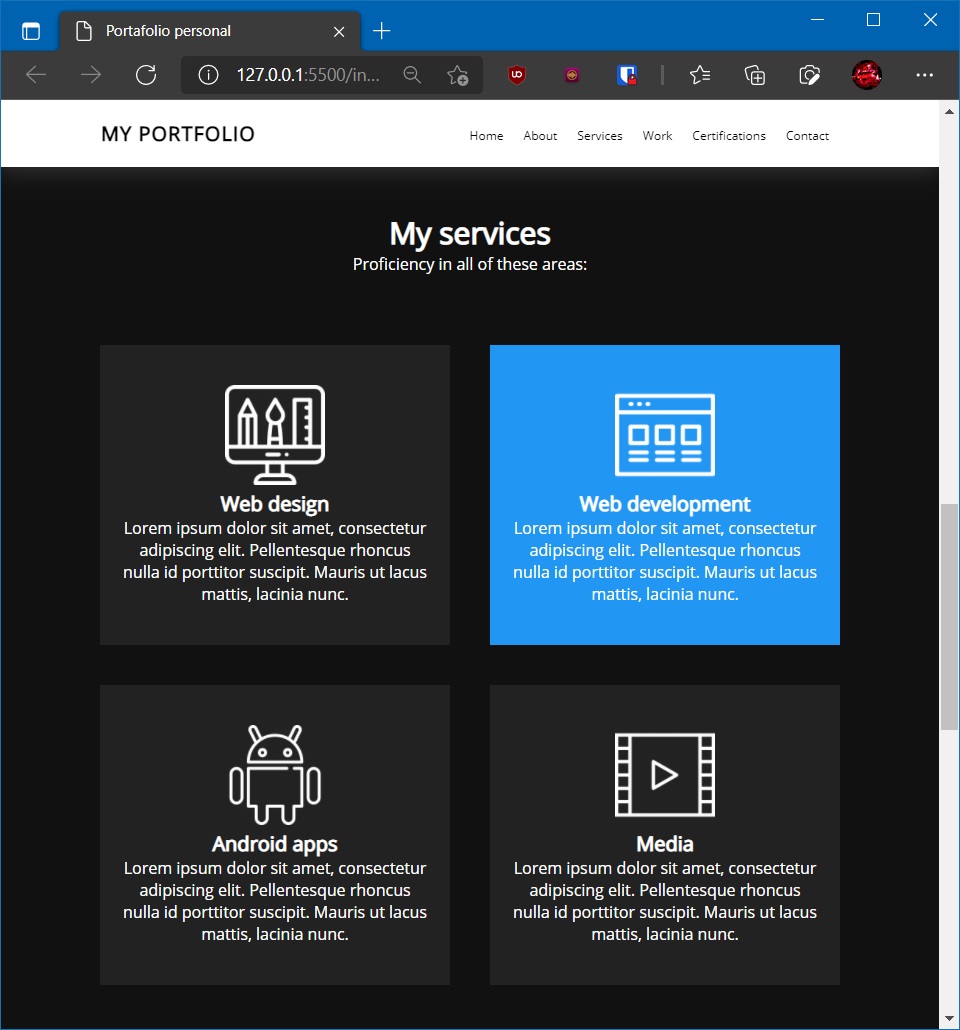 Portafolio personal
127.0.0.1:5500/in...
MY PORTFOLIO
Home About Services Work Certifications Contact
My services
Proficiency in all of these areas:
Web design
Lorem ipsum dolor sit amet, consectetur
adipiscing elit. Pellentesque rhoncus
nulla id porttitor suscipit. Mauris ut lacus
mattis, lacinia nunc.
Web development
Lorem ipsum dolor sit amet, consectetur
adipiscing elit. Pellentesque rhoncus
nulla id porttitor suscipit. Mauris ut lacus
mattis, lacinia nunc.
Android apps
Lorem ipsum dolor sit amet, consectetur
adipiscing elit. Pellentesque rhoncus
nulla id porttitor suscipit. Mauris ut lacus
mattis, lacinia nunc.
Media
Lorem ipsum dolor sit amet, consectetur
adipiscing elit. Pellentesque rhoncus
nulla id porttitor suscipit. Mauris ut lacus
mattis, lacinia nunc.